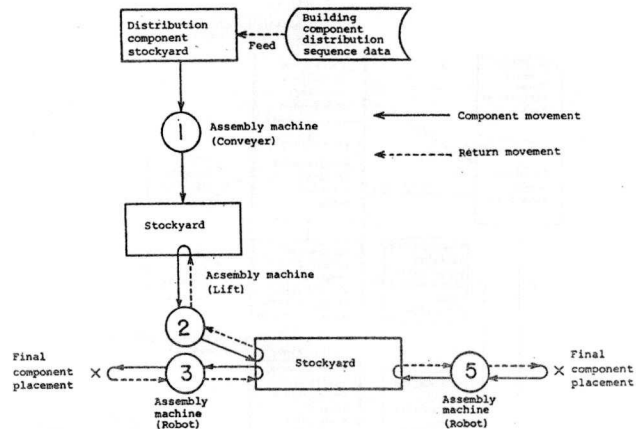 Distribution
component
stockyard
Feed
Building
component
distribution
sequence data
1
Assembly machine
(Conveyer)
Component movement
Return movement
Stockyard
Assembly machine
(Lift)
2
Final
component
placement
×
3
Assembly
machine
(Robot)
Stockyard
5
Assembly
machine
(Robot)
×
Final
component
placement